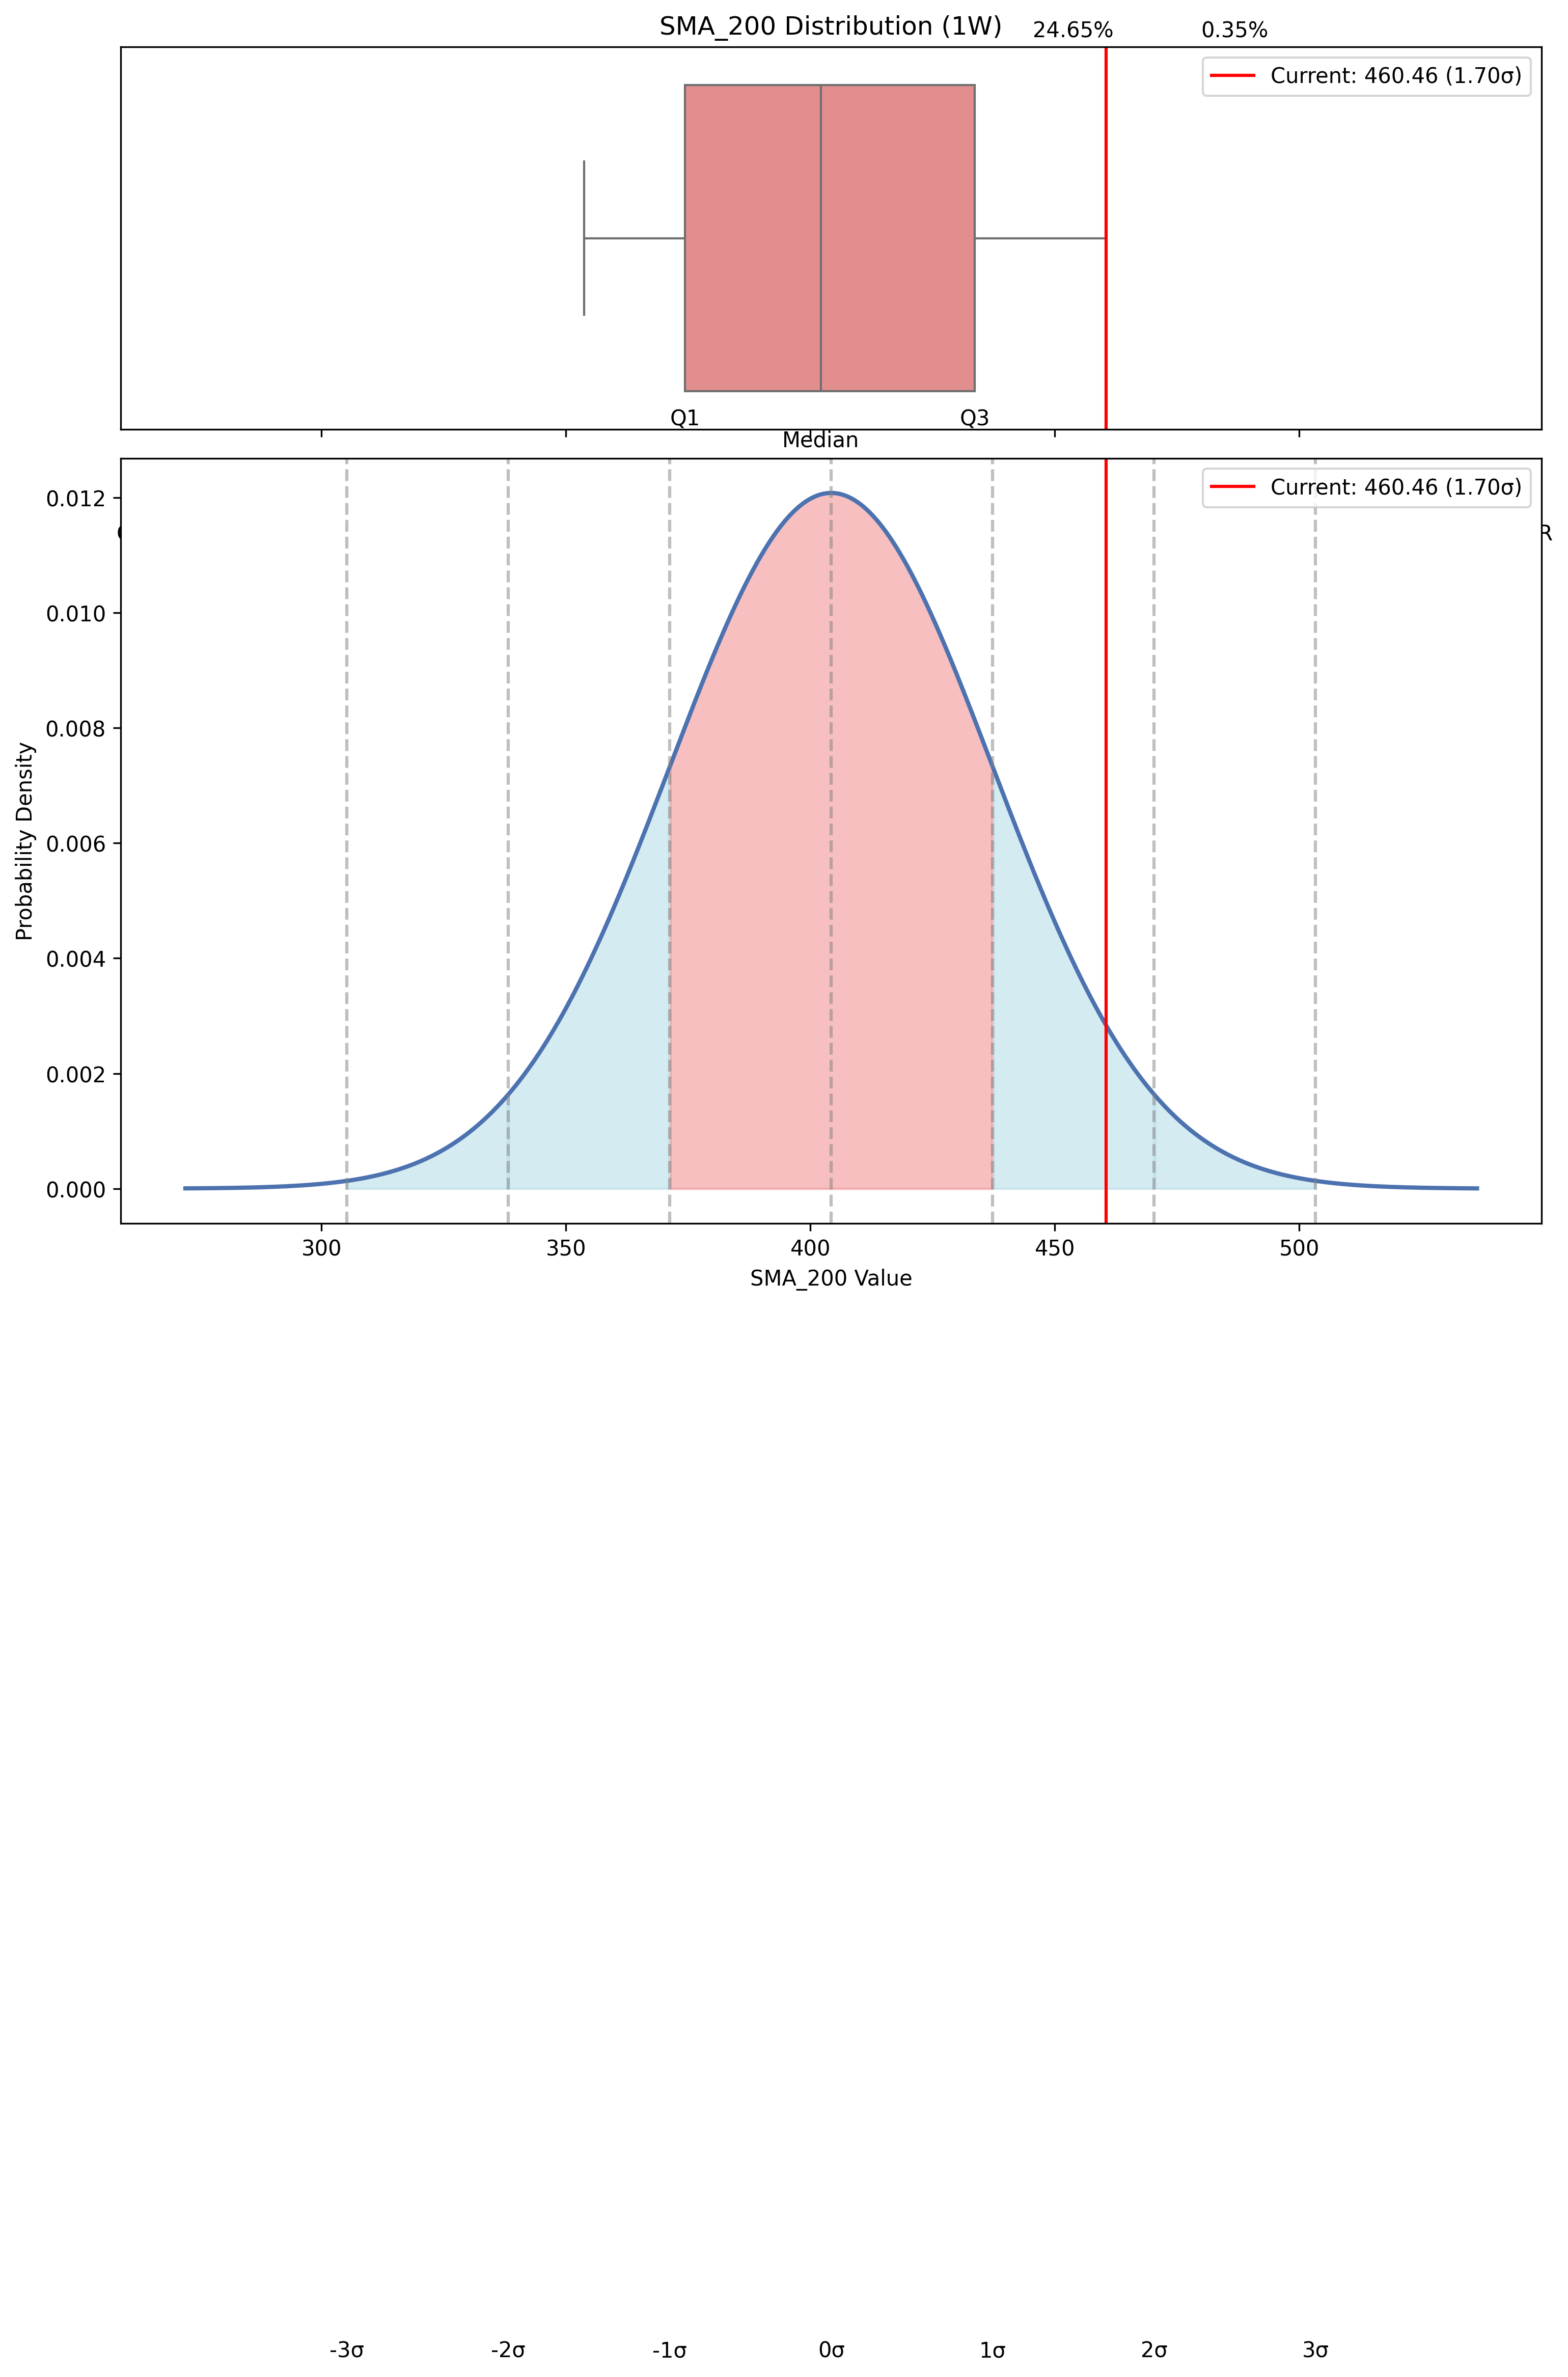 SMA_200 Distribution (1W)
24.65%
0.35%
Current: 460.46 (1.70σ)
Q1
Q3
Median
Current: 460.46 (1.70σ)
R
0.012
0.010
0.008
0.006
0.004
0.002
0.000
Probability Density
300 350 400 450 500
SMA_200 Value
-3σ -2σ -1σ 0σ 1σ 2σ 3σ